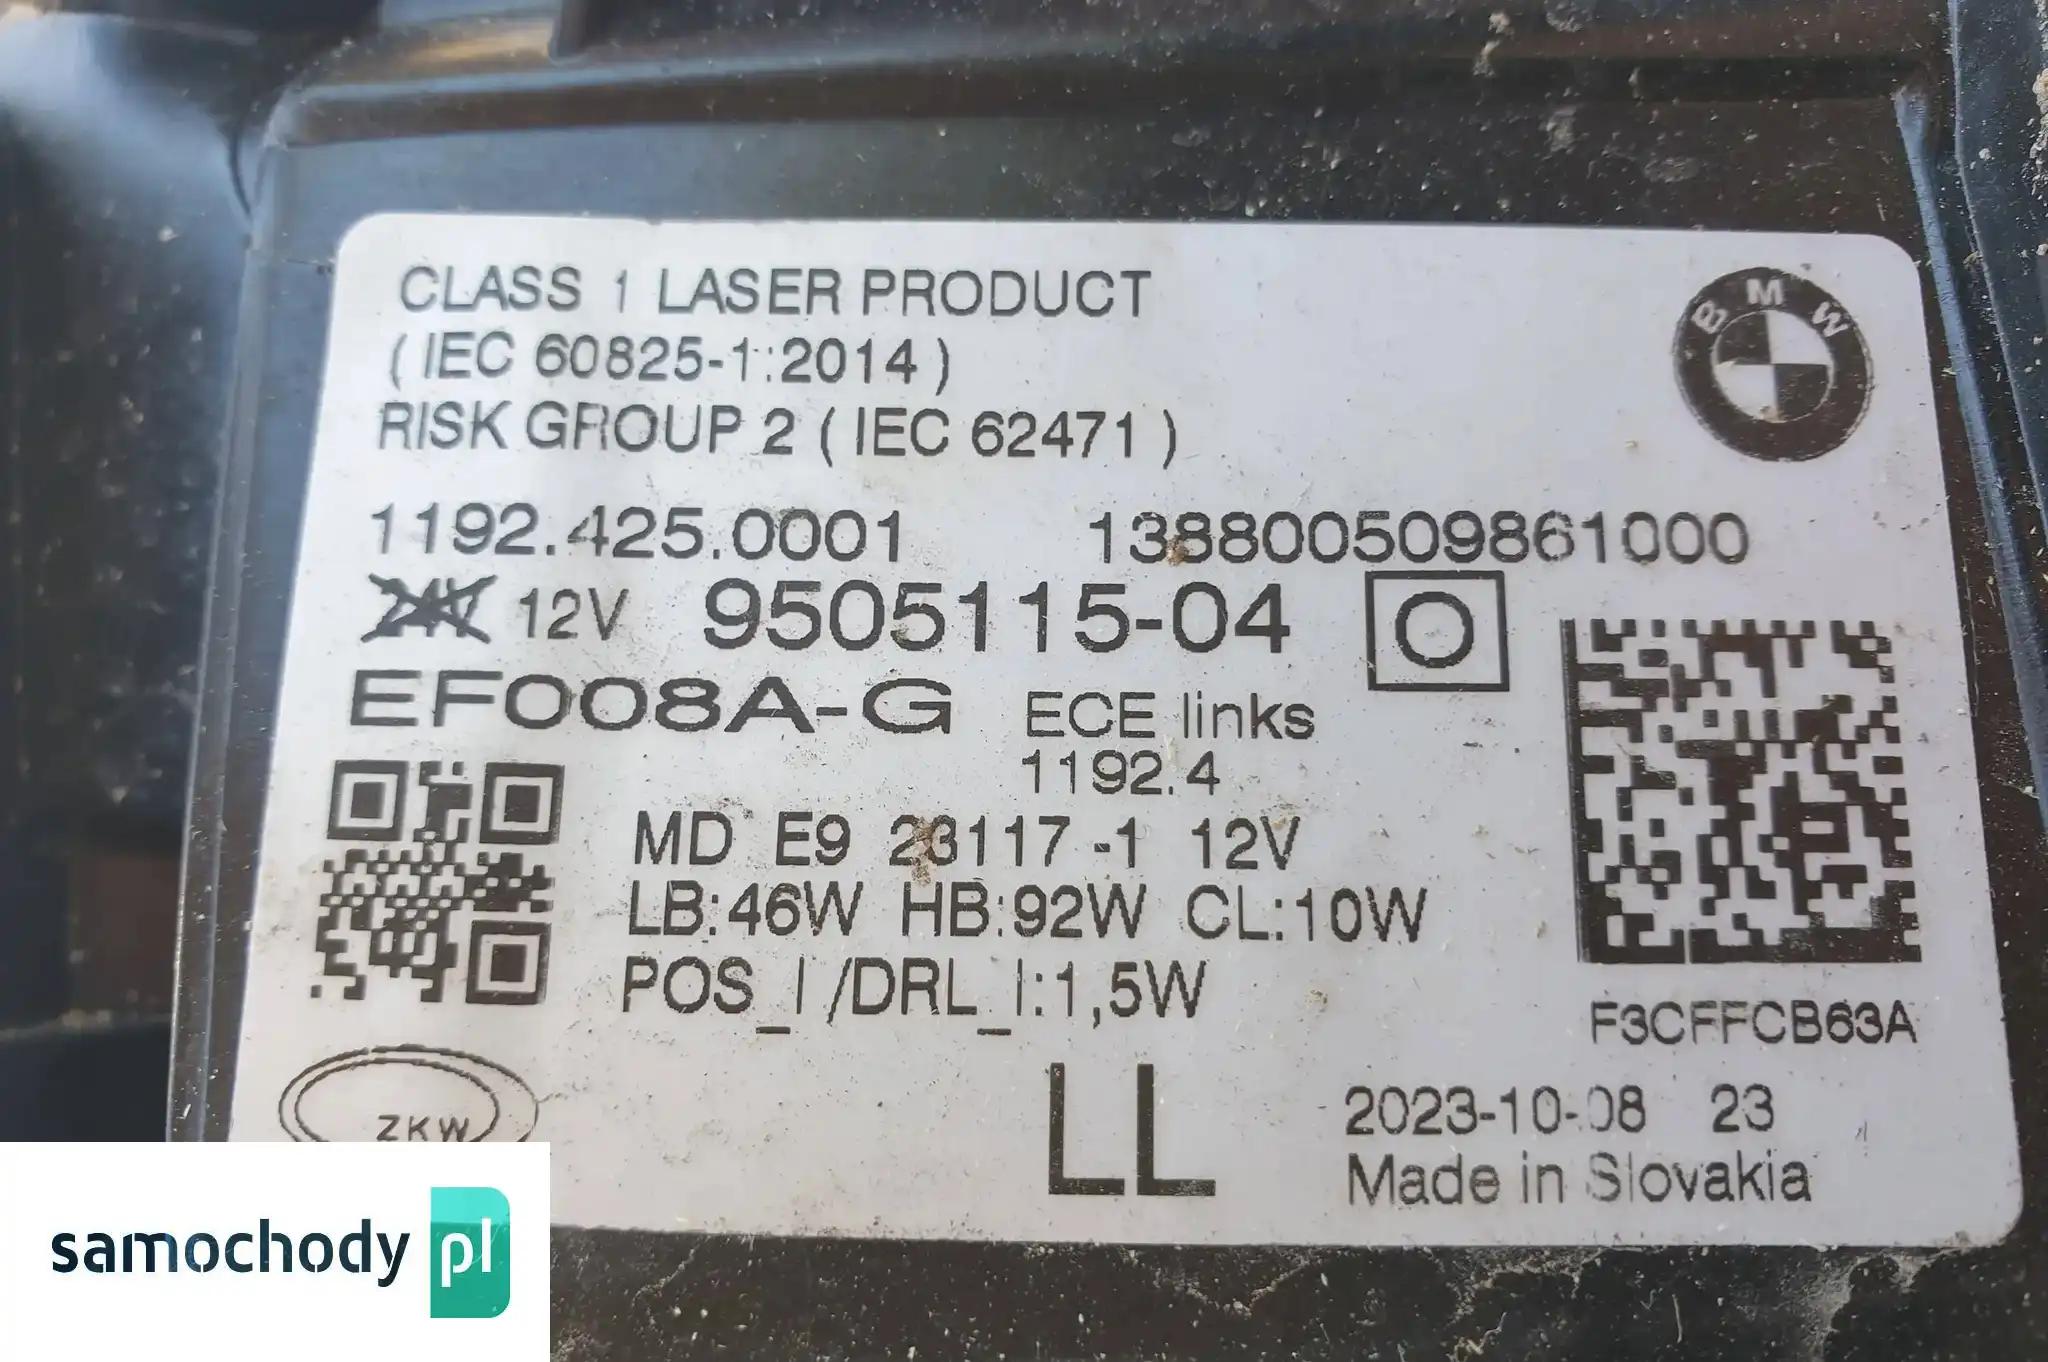 CLASS 1 LASER PRODUCT
( IEC 60825-1:2014 )
RISK GROUP 2 ( IEC 62471 )
BMW
1192.425.0001 138800509861000
24V 12V 9505115-04
EF008A-G ECE links
1192.4
MD E9 23117 -1 12V
LB:46W HB:92W CL:10W
POS_I /DRL_I:1,5W
F3CFFCB63A
ZKW
LL
2023-10-08 23
Made in Slovakia
samochody pl